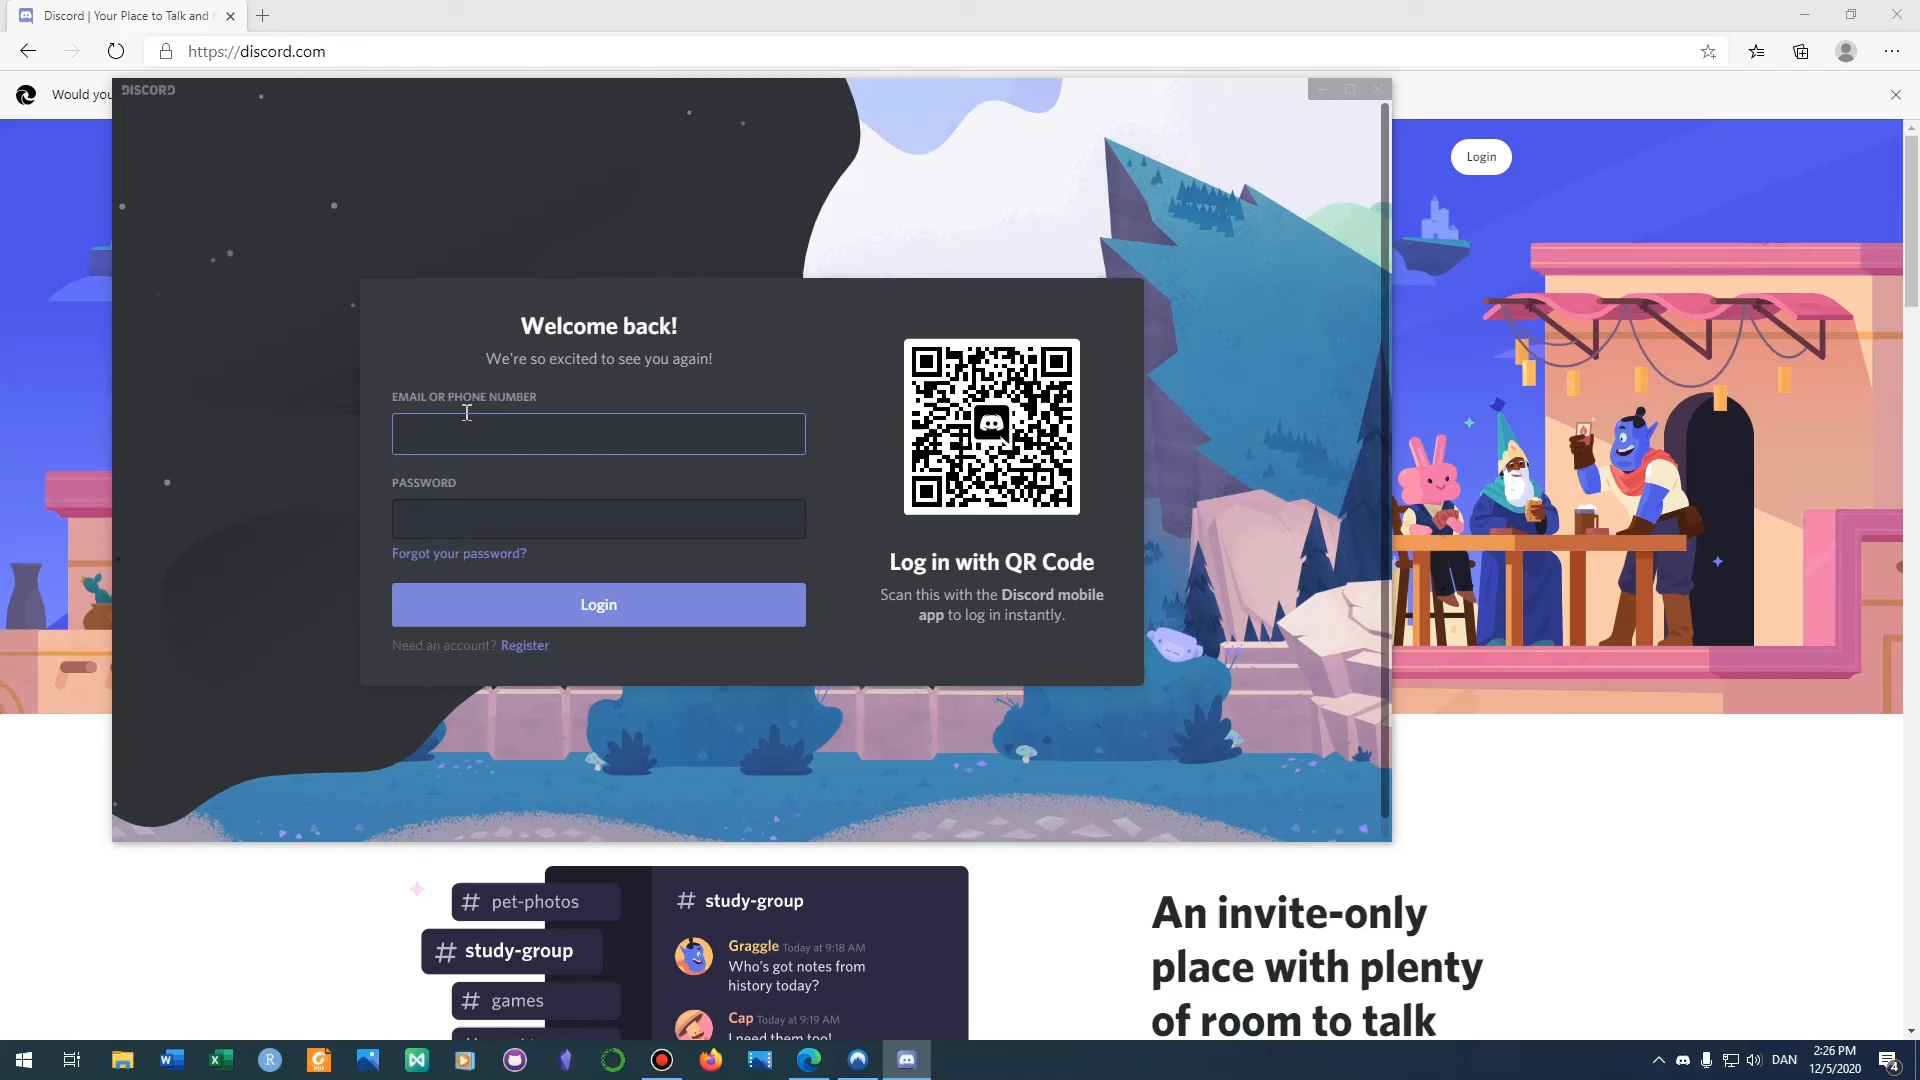 Discord | Your Place to Talk and
https://discord.com
Would you
DISCORD
Login
Welcome back!
We're so excited to see you again!
EMAIL OR PHONE NUMBER
PASSWORD
Forgot your password?
Login
Need an account? Register
Log in with QR Code
Scan this with the Discord mobile
app to log in instantly.
# pet-photos
# study-group
# games
# study-group
Graggle Today at 9:18 AM
Who's got notes from
history today?
Cap Today at 9:19 AM
I need them too!
An invite-only
place with plenty
of room to talk
DAN
2:26 PM
12/5/2020
4